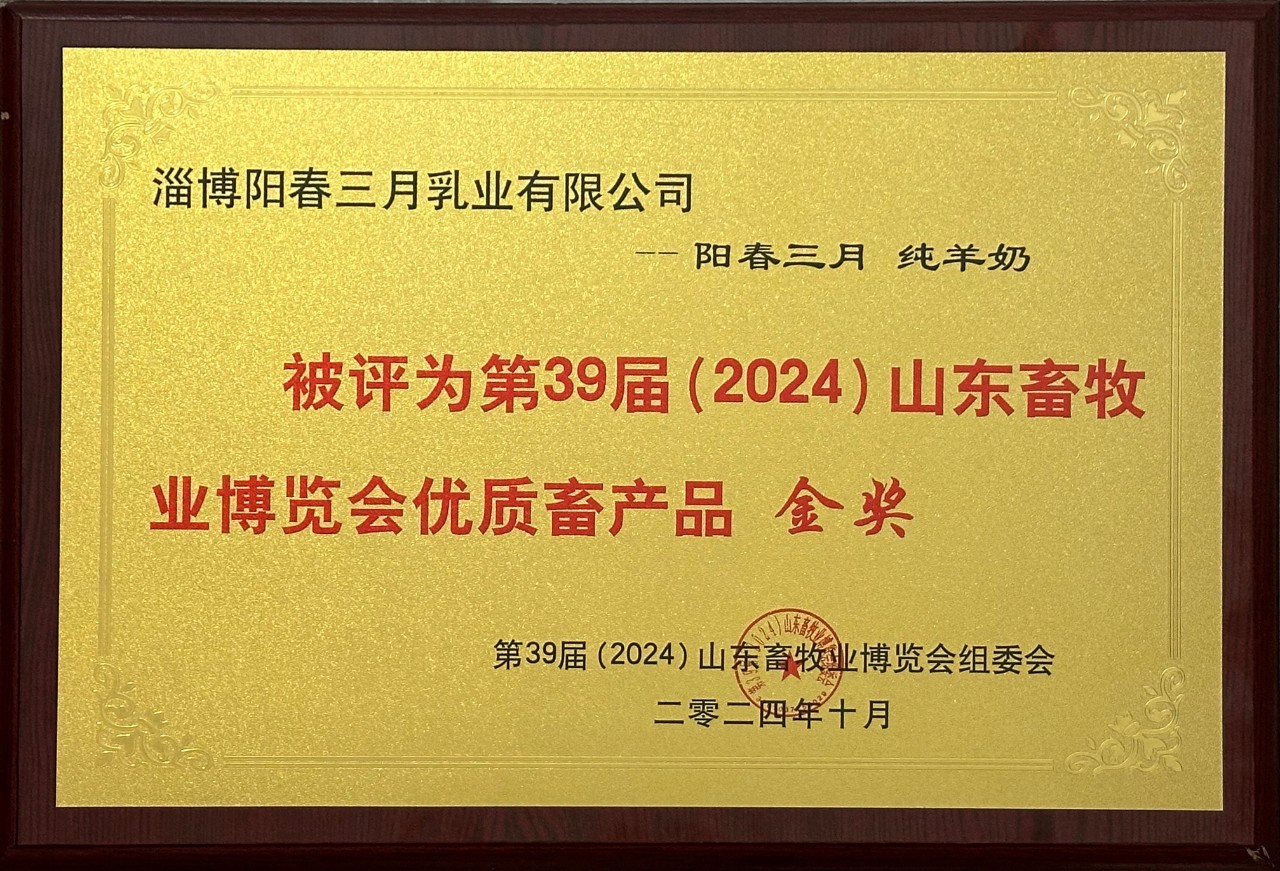 淄博阳春三月乳业有限公司
-- 阳春三月 纯羊奶
被评为第39届(2024)山东畜牧
业博览会优质畜产品 金奖
第39届(2024)山东畜牧业博览会组委会
二零二四年十月